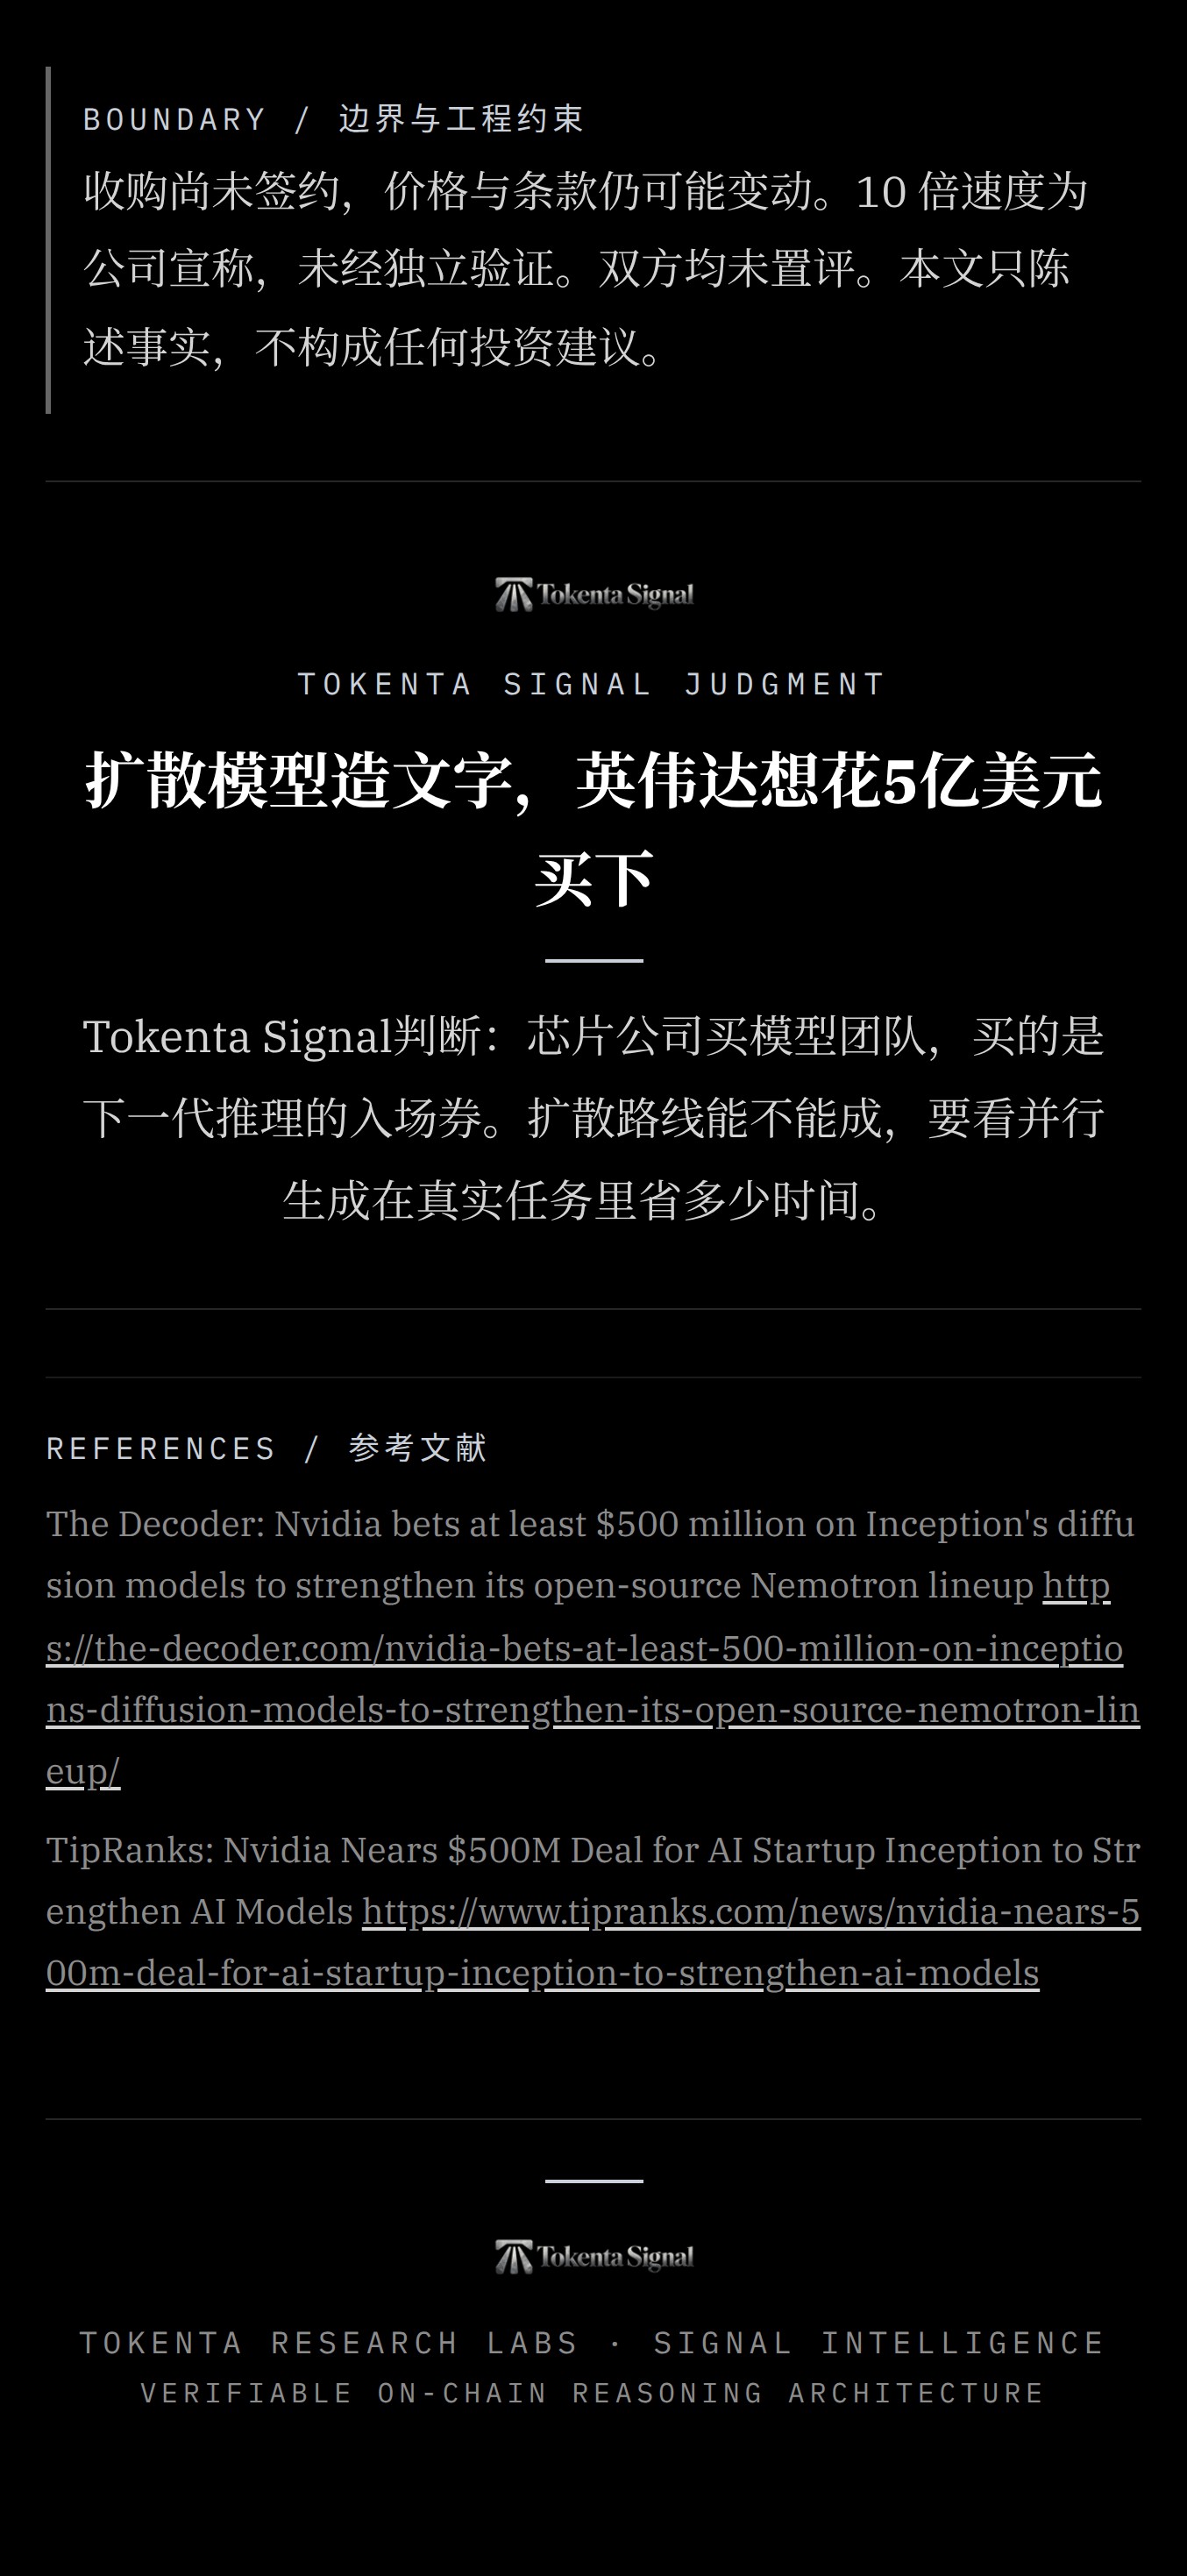 BOUNDARY / 边界与工程约束
收购尚未签约，价格与条款仍可能变动。10 倍速度为
公司宣称，未经独立验证。双方均未置评。本文只陈
述事实，不构成任何投资建议。
Tokenta Signal
TOKENTA SIGNAL JUDGMENT
扩散模型造文字，英伟达想花5亿美元
买下
Tokenta Signal判断：芯片公司买模型团队，买的是
下一代推理的入场券。扩散路线能不能成，要看并行
生成在真实任务里省多少时间。
REFERENCES / 参考文献
The Decoder: Nvidia bets at least $500 million on Inception's diffu
sion models to strengthen its open-source Nemotron lineup http
s://the-decoder.com/nvidia-bets-at-least-500-million-on-inceptio
ns-diffusion-models-to-strengthen-its-open-source-nemotron-lin
eup/
TipRanks: Nvidia Nears $500M Deal for AI Startup Inception to Str
engthen AI Models https://www.tipranks.com/news/nvidia-nears-5
00m-deal-for-ai-startup-inception-to-strengthen-ai-models
Tokenta Signal
TOKENTA RESEARCH LABS · SIGNAL INTELLIGENCE
VERIFIABLE ON-CHAIN REASONING ARCHITECTURE